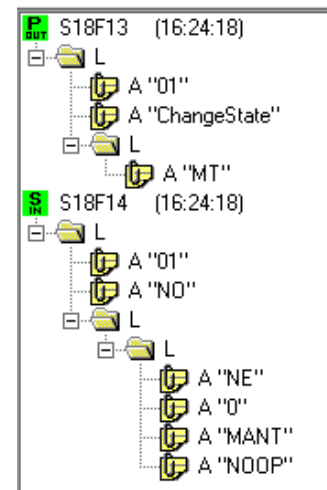 P OUT S18F13 (16:24:18)
L
A "01"
A "ChangeState"
L
A "MT"
S IN S18F14 (16:24:18)
L
A "01"
A "NO"
L
L
A "NE"
A "0"
A "MANT"
A "NOOP"